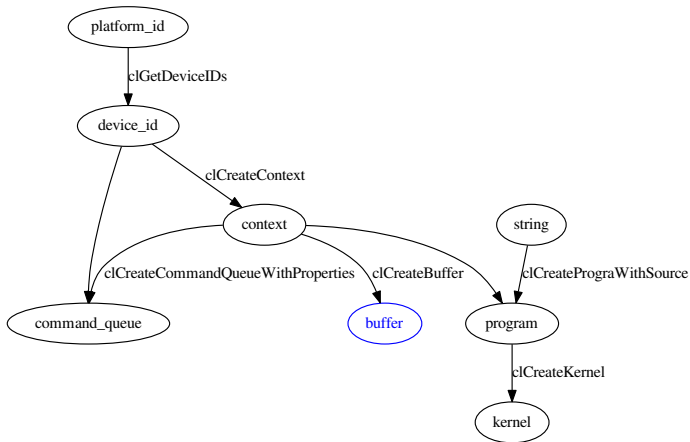 platform_id
clGetDeviceIDs
device_id
clCreateContext
context
string
clCreateCommandQueueWithProperties
clCreateBuffer
clCreatePrograWithSource
command_queue
buffer
program
clCreateKernel
kernel